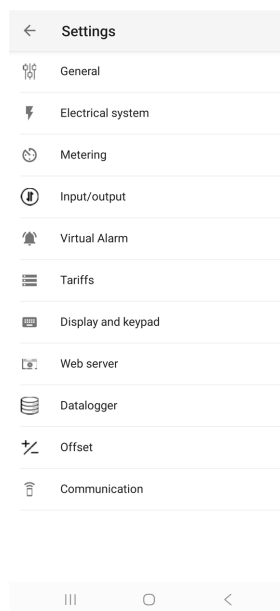 Settings
General
Electrical system
Metering
Input/output
Virtual Alarm
Tariffs
Display and keypad
Web server
Datalogger
Offset
Communication